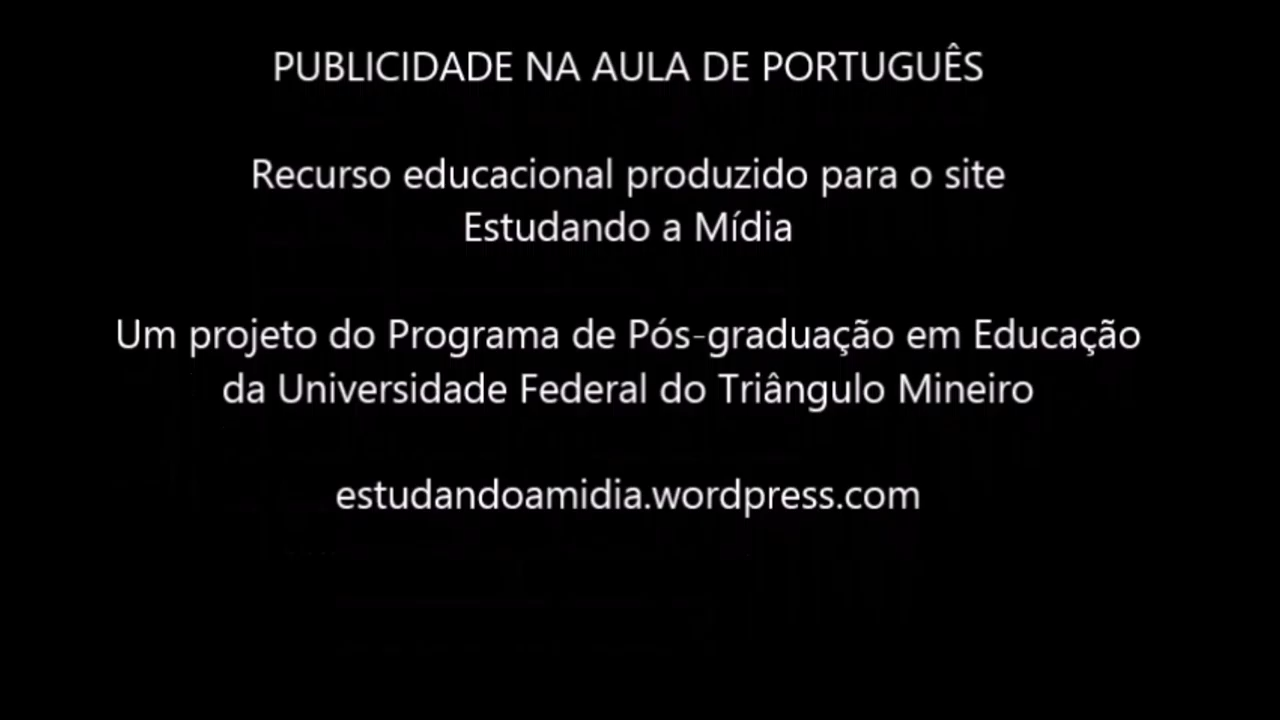 PUBLICIDADE NA AULA DE PORTUGUÊS
Recurso educacional produzido para o site
Estudando a Mídia
Um projeto do Programa de Pós-graduação em Educação
da Universidade Federal do Triângulo Mineiro
estudandoamidia.wordpress.com